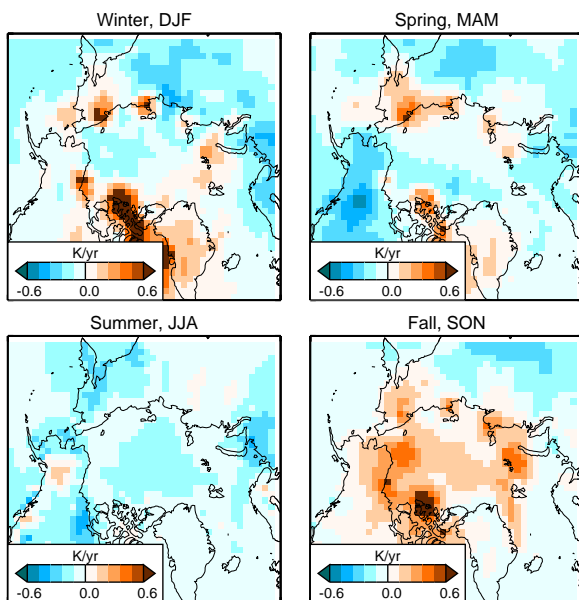 Winter, DJF
Spring, MAM
K/yr
-0.6 0.0 0.6
K/yr
-0.6 0.0 0.6
Summer, JJA
Fall, SON
K/yr
-0.6 0.0 0.6
K/yr
-0.6 0.0 0.6